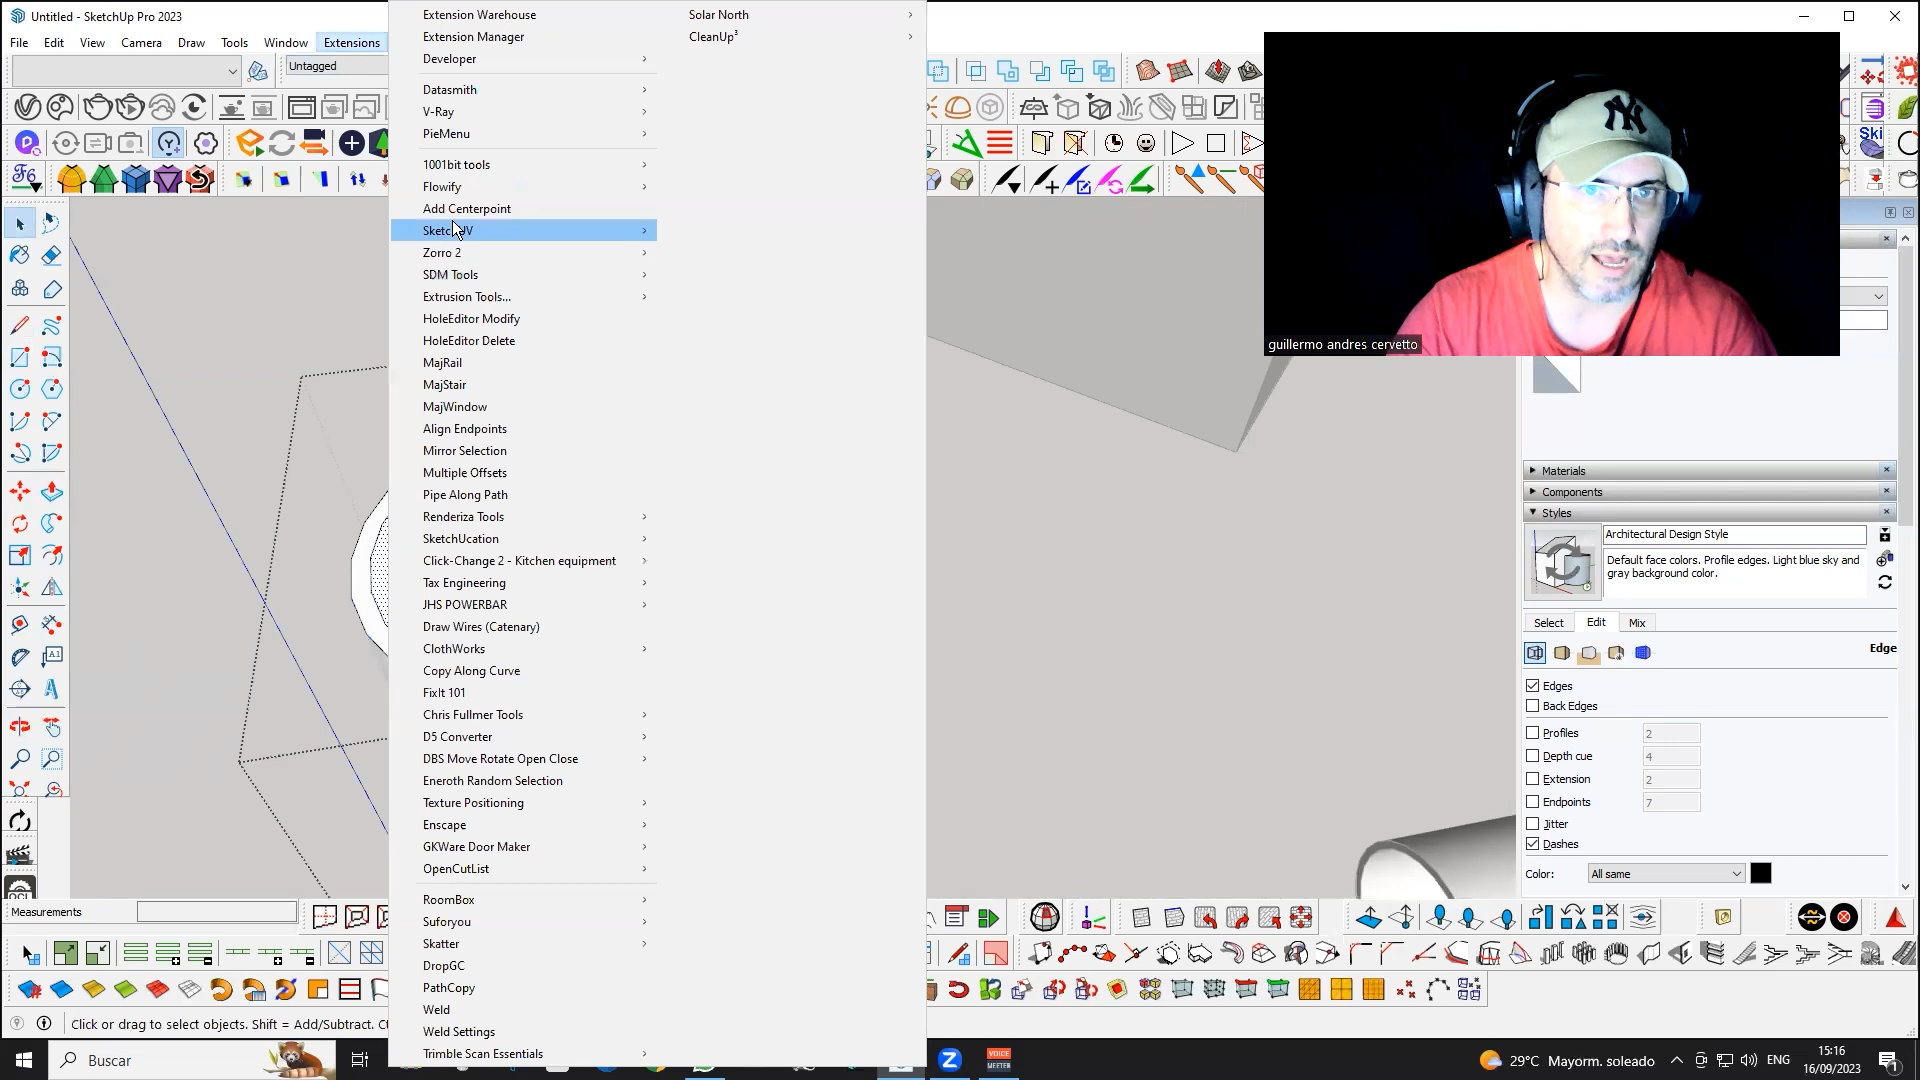 Untitled - SketchUp Pro 2023
File Edit View Camera Draw Tools Window Extensions
Untagged
Extension Warehouse
Extension Manager
Developer
Datasmith
V-Ray
PieMenu
1001bit tools
Flowify
Add Centerpoint
Zorro 2
SDM Tools
Extrusion Tools...
HoleEditor Modify
HoleEditor Delete
MajRail
MajStair
MajWindow
Align Endpoints
Mirror Selection
Multiple Offsets
Pipe Along Path
Renderiza Tools
SketchUcation
Click-Change 2 - Kitchen equipment
Tax Engineering
JHS POWERBAR
Draw Wires (Catenary)
ClothWorks
Copy Along Curve
FixIt 101
Chris Fullmer Tools
D5 Converter
DBS Move Rotate Open Close
Eneroth Random Selection
Texture Positioning
Enscape
GKWare Door Maker
OpenCutList
RoomBox
Suforyou
Skatter
DropGC
PathCopy
Weld
Weld Settings
Trimble Scan Essentials
Solar North
CleanUp³
NY
guillermo andres cervetto
Ski
F6
A1
Materials
Components
Styles
Architectural Design Style
Default face colors. Profile edges. Light blue sky and
gray background color.
Select Edit Mix
Edge
Edges
Back Edges
Profiles 2
Depth cue 4
Extension 2
Endpoints 7
Jitter
Dashes
Color: All same
Measurements
Click or drag to select objects. Shift = Add/Subtract.
Buscar
VOICE
MEETER
29°C Mayorm. soleado
ENG
15:16
16/09/2023
1